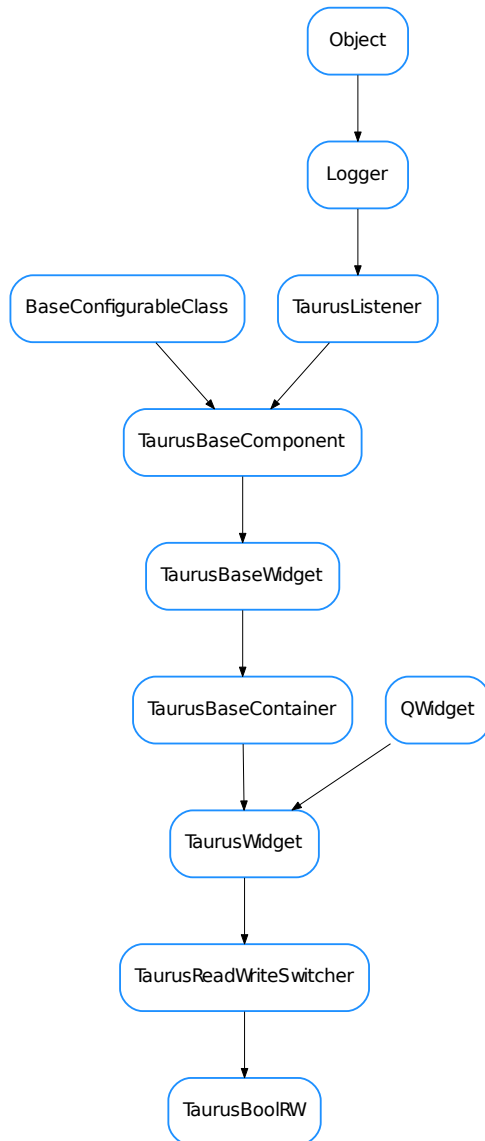 Object
Logger
BaseConfigurableClass
TaurusListener
TaurusBaseComponent
TaurusBaseWidget
TaurusBaseContainer
QWidget
TaurusWidget
TaurusReadWriteSwitcher
TaurusBoolRW